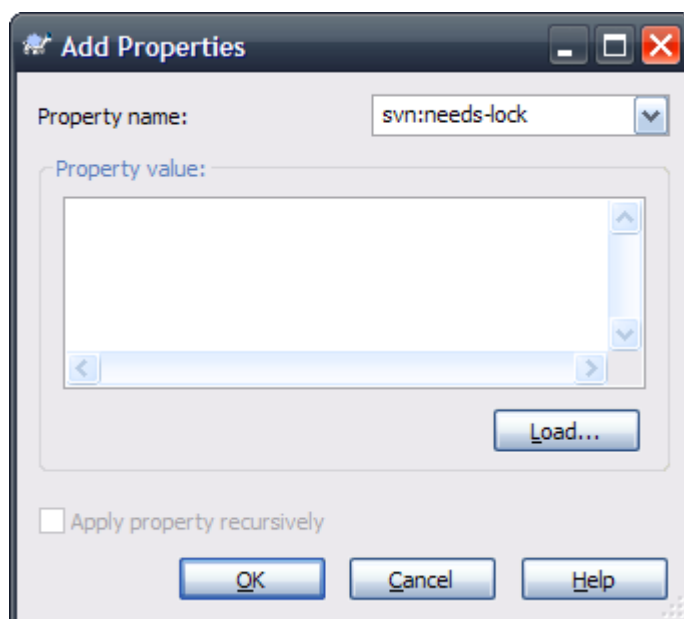 Add Properties
Property name:
svn:needs-lock
Property value:
Load...
Apply property recursively
OK
Cancel
Help